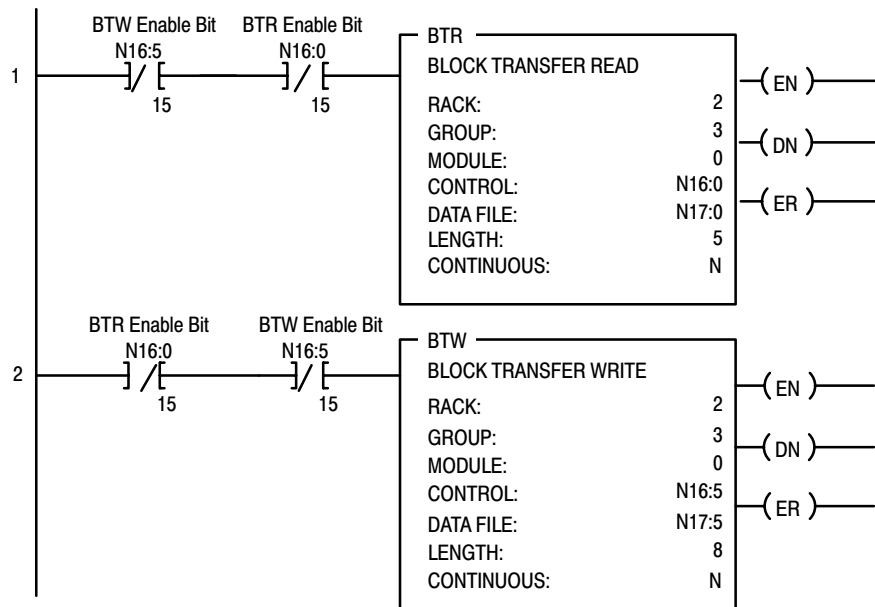 BTW Enable Bit BTR Enable Bit
N16:5 N16:0
BTR
BLOCK TRANSFER READ
1
15 15
(EN)
RACK: 2
GROUP: 3
(DN)
MODULE: 0
CONTROL: N16:0
(ER)
DATA FILE: N17:0
LENGTH: 5
CONTINUOUS: N
BTR Enable Bit BTW Enable Bit
N16:0 N16:5
BTW
BLOCK TRANSFER WRITE
2
15 15
(EN)
RACK: 2
GROUP: 3
(DN)
MODULE: 0
CONTROL: N16:5
(ER)
DATA FILE: N17:5
LENGTH: 8
CONTINUOUS: N